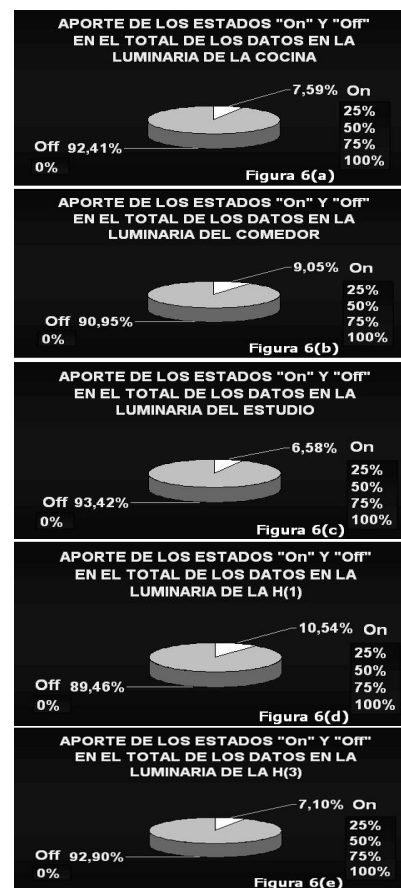 APORTE DE LOS ESTADOS "On" Y "Off"
EN EL TOTAL DE LOS DATOS EN LA
LUMINARIA DE LA COCINA
7,59% On
25%
50%
75%
100%
Off 92,41%
0%
Figura 6(a)
APORTE DE LOS ESTADOS "On" Y "Off"
EN EL TOTAL DE LOS DATOS EN LA
LUMINARIA DEL COMEDOR
9,05% On
25%
50%
75%
100%
Off 90,95%
0%
Figura 6(b)
APORTE DE LOS ESTADOS "On" Y "Off"
EN EL TOTAL DE LOS DATOS EN LA
LUMINARIA DEL ESTUDIO
6,58% On
25%
50%
75%
100%
Off 93,42%
0%
Figura 6(c)
APORTE DE LOS ESTADOS "On" Y "Off"
EN EL TOTAL DE LOS DATOS EN LA
LUMINARIA DE LA H(1)
10,54% On
25%
50%
75%
100%
Off 89,46%
0%
Figura 6(d)
APORTE DE LOS ESTADOS "On" Y "Off"
EN EL TOTAL DE LOS DATOS EN LA
LUMINARIA DE LA H(3)
7,10% On
25%
50%
75%
100%
Off 92,90%
0%
Figura 6(e)